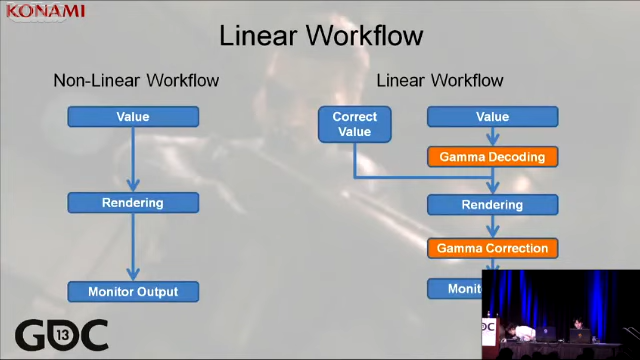 KONAMI
Linear Workflow
Non-Linear Workflow
Value
Rendering
Monitor Output
Linear Workflow
Correct
Value
Value
Gamma Decoding
Rendering
Gamma Correction
GDC
13
DC